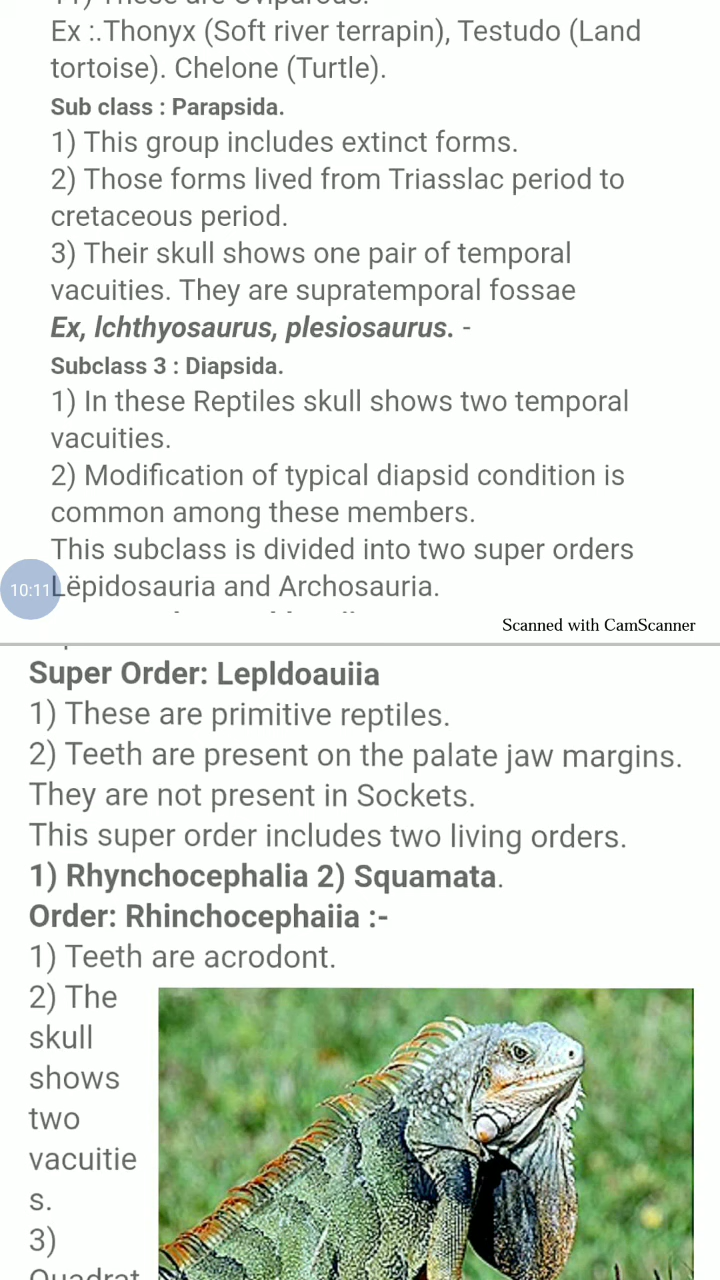 11) These are Oviparous.
Ex :.Thonyx (Soft river terrapin), Testudo (Land
tortoise). Chelone (Turtle).
Sub class : Parapsida.
1) This group includes extinct forms.
2) Those forms lived from Triasslac period to
cretaceous period.
3) Their skull shows one pair of temporal
vacuities. They are supratemporal fossae
Ex, lchthyosaurus, plesiosaurus. -
Subclass 3 : Diapsida.
1) In these Reptiles skull shows two temporal
vacuities.
2) Modification of typical diapsid condition is
common among these members.
This subclass is divided into two super orders
10:11 Lëpidosauria and Archosauria.
Scanned with CamScanner
Super Order: Lepldoauiia
1) These are primitive reptiles.
2) Teeth are present on the palate jaw margins.
They are not present in Sockets.
This super order includes two living orders.
1) Rhynchocephalia 2) Squamata.
Order: Rhinchocephaiia :-
1) Teeth are acrodont.
2) The
skull
shows
two
vacuitie
s.
3)
Quadrat